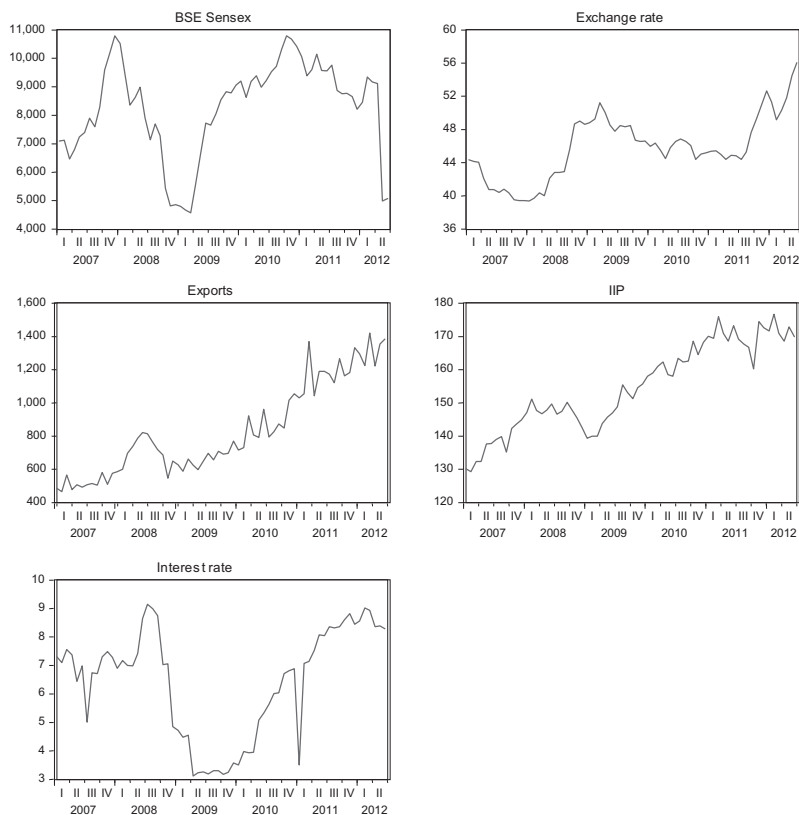 BSE Sensex
11,000
10,000
9,000
8,000
7,000
6,000
5,000
4,000
I II III IV I II III IV I II III IV I II III IV I II III IV I II
2007 2008 2009 2010 2011 2012
Exchange rate
60
56
52
48
44
40
36
I II III IV I II III IV I II III IV I II III IV I II III IV I II
2007 2008 2009 2010 2011 2012
Exports
1,600
1,400
1,200
1,000
800
600
400
I II III IV I II III IV I II III IV I II III IV I II III IV I II
2007 2008 2009 2010 2011 2012
IIP
180
170
160
150
140
130
120
I II III IV I II III IV I II III IV I II III IV I II III IV I II
2007 2008 2009 2010 2011 2012
Interest rate
10
9
8
7
6
5
4
3
I II III IV I II III IV I II III IV I II III IV I II III IV I II
2007 2008 2009 2010 2011 2012